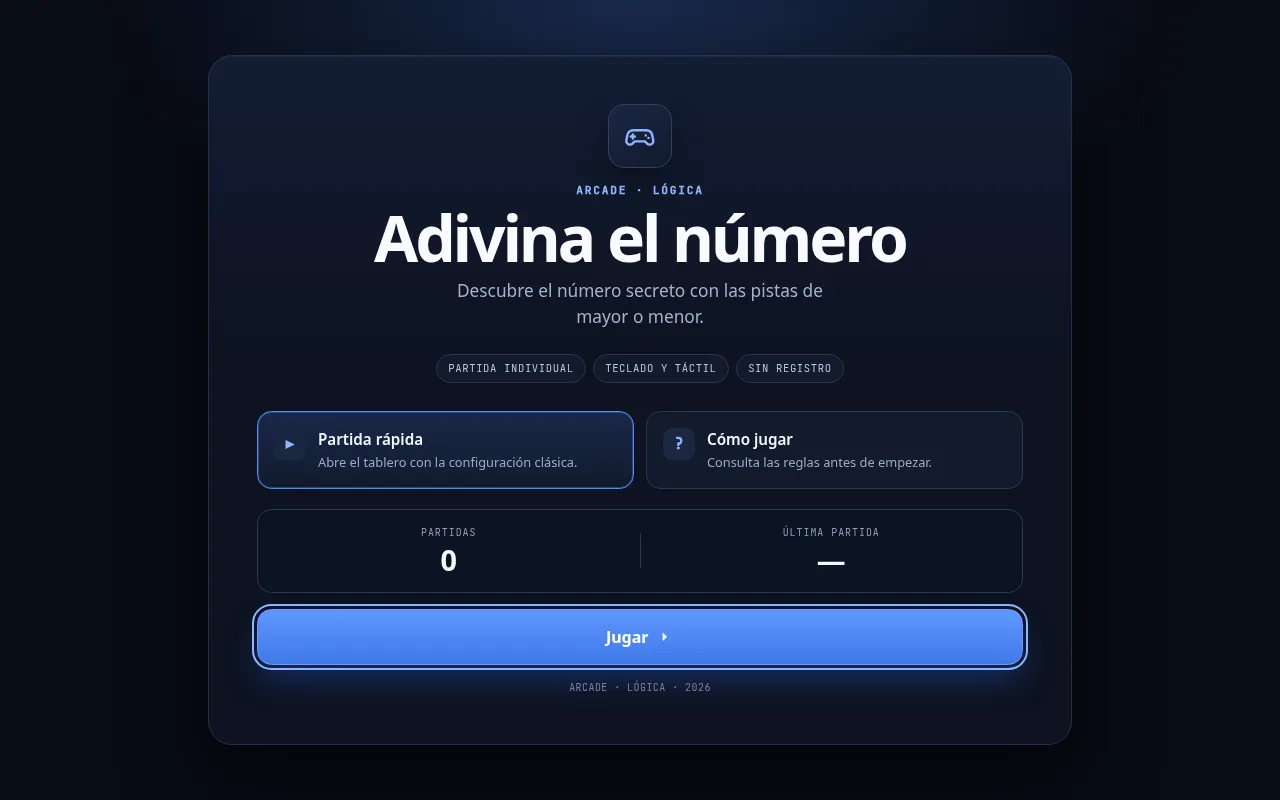 ARCADE · LÓGICA
Adivina el número
Descubre el número secreto con las pistas de
mayor o menor.
PARTIDA INDIVIDUAL
TECLADO Y TÁCTIL
SIN REGISTRO
Partida rápida
Abre el tablero con la configuración clásica.
?
Cómo jugar
Consulta las reglas antes de empezar.
PARTIDAS
0
ÚLTIMA PARTIDA
—
Jugar
ARCADE · LÓGICA · 2026